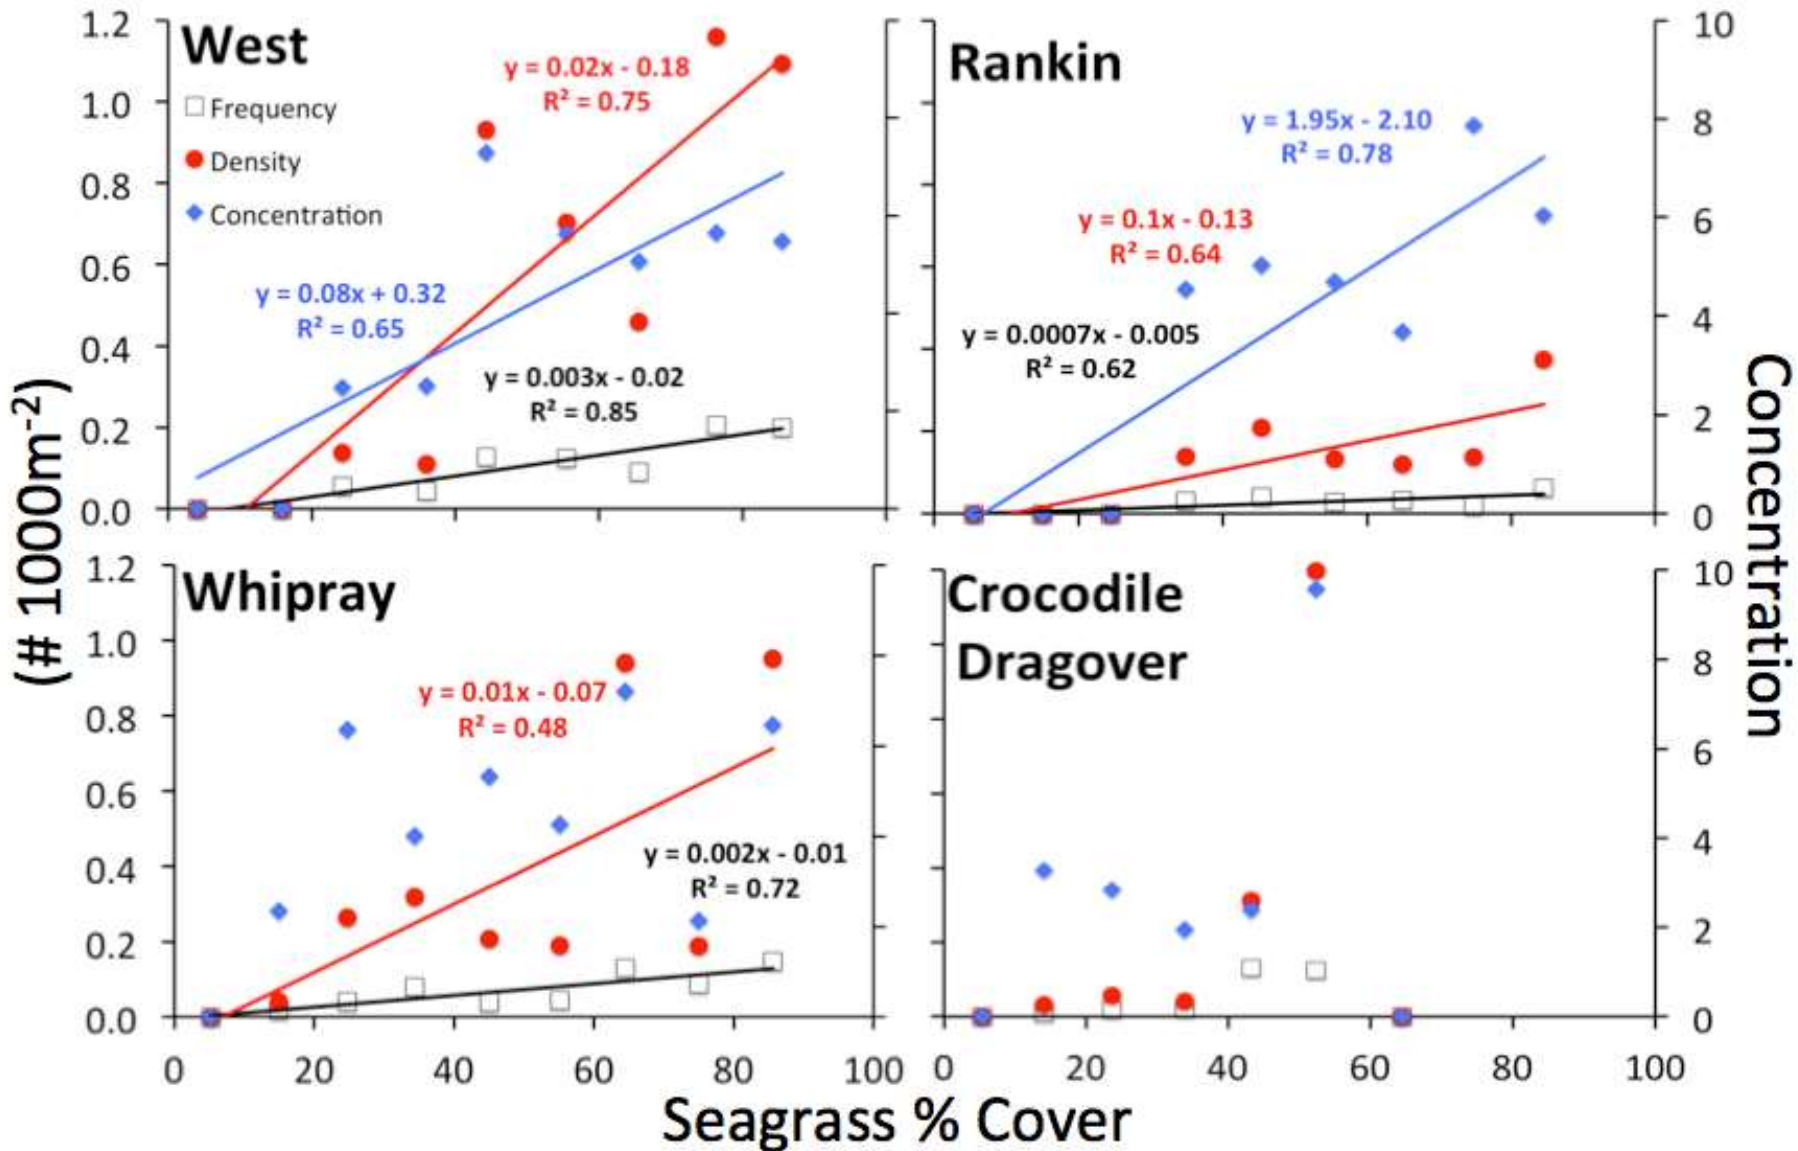 West
Frequency
Density
Concentration
y = 0.02x - 0.18
R² = 0.75
y = 0.08x + 0.32
R² = 0.65
y = 0.003x - 0.02
R² = 0.85
1.2
1.0
0.8
0.6
0.4
0.2
0.0
Rankin
y = 1.95x - 2.10
R² = 0.78
y = 0.1x - 0.13
R² = 0.64
y = 0.0007x - 0.005
R² = 0.62
10
8
6
4
2
0
(# 1000m⁻²)
Concentration
Whipray
y = 0.01x - 0.07
R² = 0.48
y = 0.002x - 0.01
R² = 0.72
1.2
1.0
0.8
0.6
0.4
0.2
0.0
0 20 40 60 80 100
Crocodile
Dragover
10
8
6
4
2
0
0 20 40 60 80 100
Seagrass % Cover